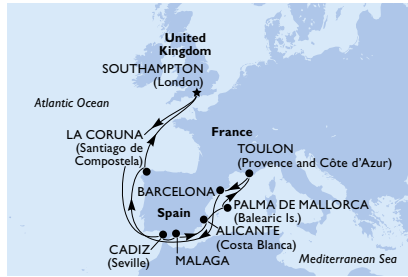 United
Kingdom
SOUTHAMPTON
(London)
Atlantic Ocean
LA CORUNA
(Santiago de
Compostela)
France
TOULON
(Provence and Côte d'Azur)
BARCELONA
PALMA DE MALLORCA
(Balearic Is.)
Spain
ALICANTE
(Costa Blanca)
CADIZ
(Seville)
MALAGA
Mediterranean Sea